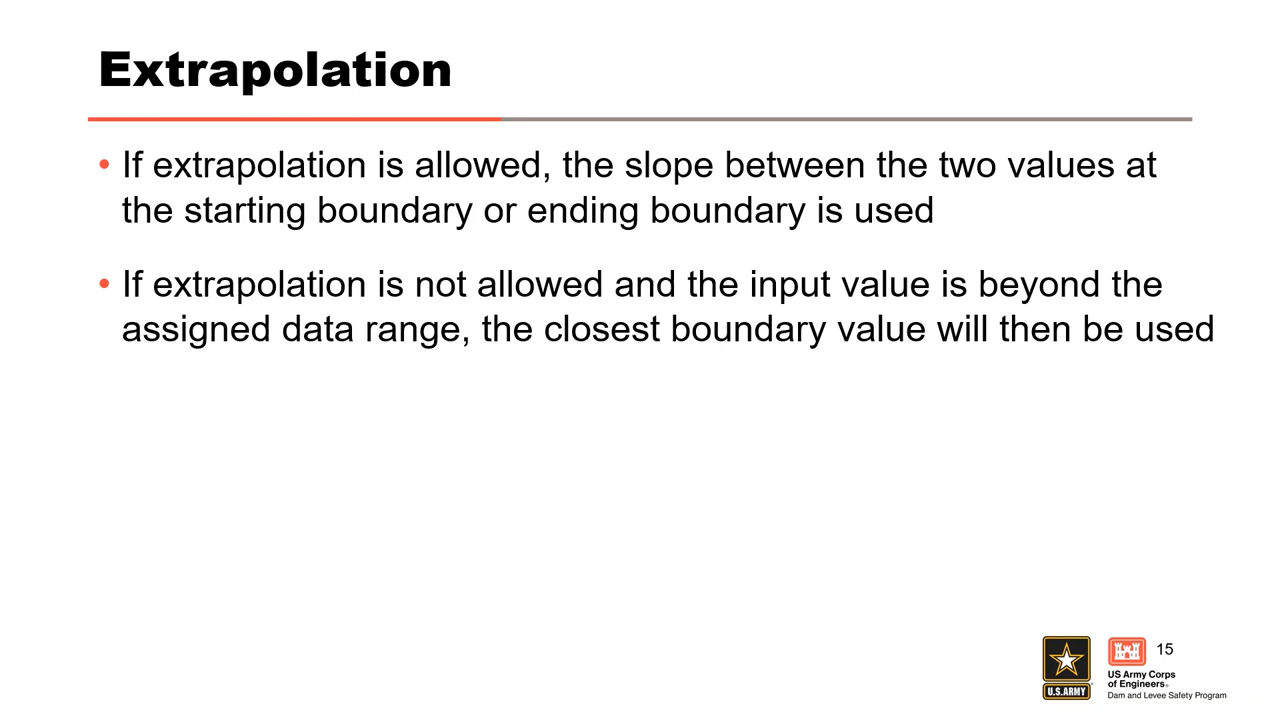 Extrapolation
• If extrapolation is allowed, the slope between the two values at
the starting boundary or ending boundary is used
• If extrapolation is not allowed and the input value is beyond the
assigned data range, the closest boundary value will then be used
U.S.ARMY
15
US Army Corps
of Engineers®
Dam and Levee Safety Program